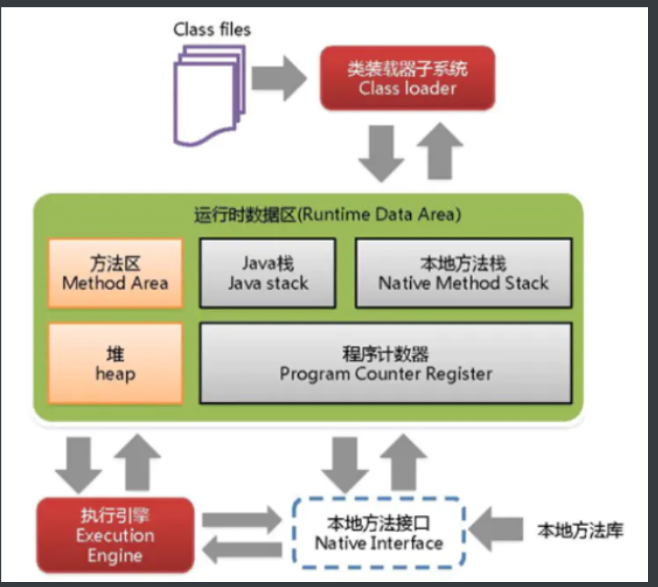 Class files
类装载器子系统
Class loader
运行时数据区(Runtime Data Area)
方法区
Method Area
Java栈
Java stack
本地方法栈
Native Method Stack
堆
heap
程序计数器
Program Counter Register
执行引擎
Execution
Engine
本地方法接口
Native Interface
本地方法库